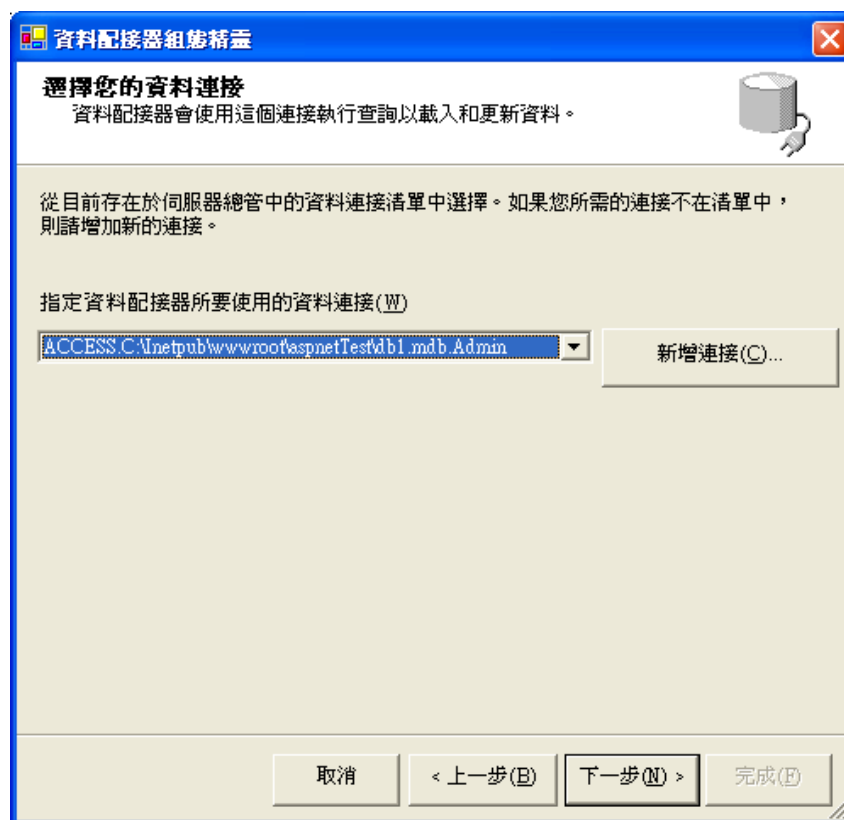 資料配接器組態精靈
選擇您的資料連接
資料配接器會使用這個連接執行查詢以載入和更新資料。
從目前存在於伺服器總管中的資料連接清單中選擇。如果您所需的連接不在清單中，
則請增加新的連接。
指定資料配接器所要使用的資料連接(W)
ACCESS.C:\Inetpub\wwwroot\aspnetTest\db1.mdb.Admin
新增連接(C)...
取消
< 上一步(B)
下一步(N) >
完成(F)